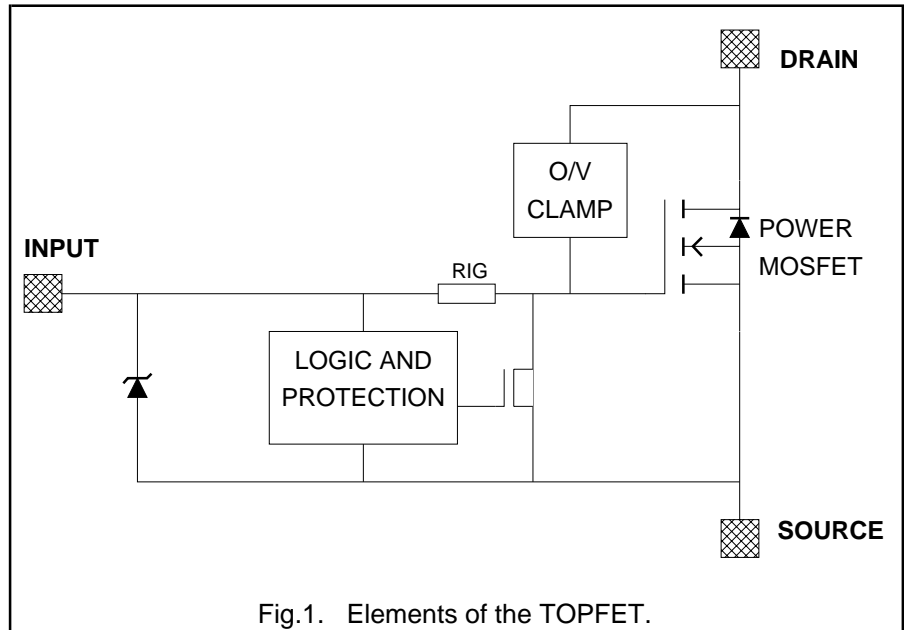 DRAIN
O/V
CLAMP
POWER
MOSFET
INPUT
RIG
LOGIC AND
PROTECTION
SOURCE
Fig.1. Elements of the TOPFET.